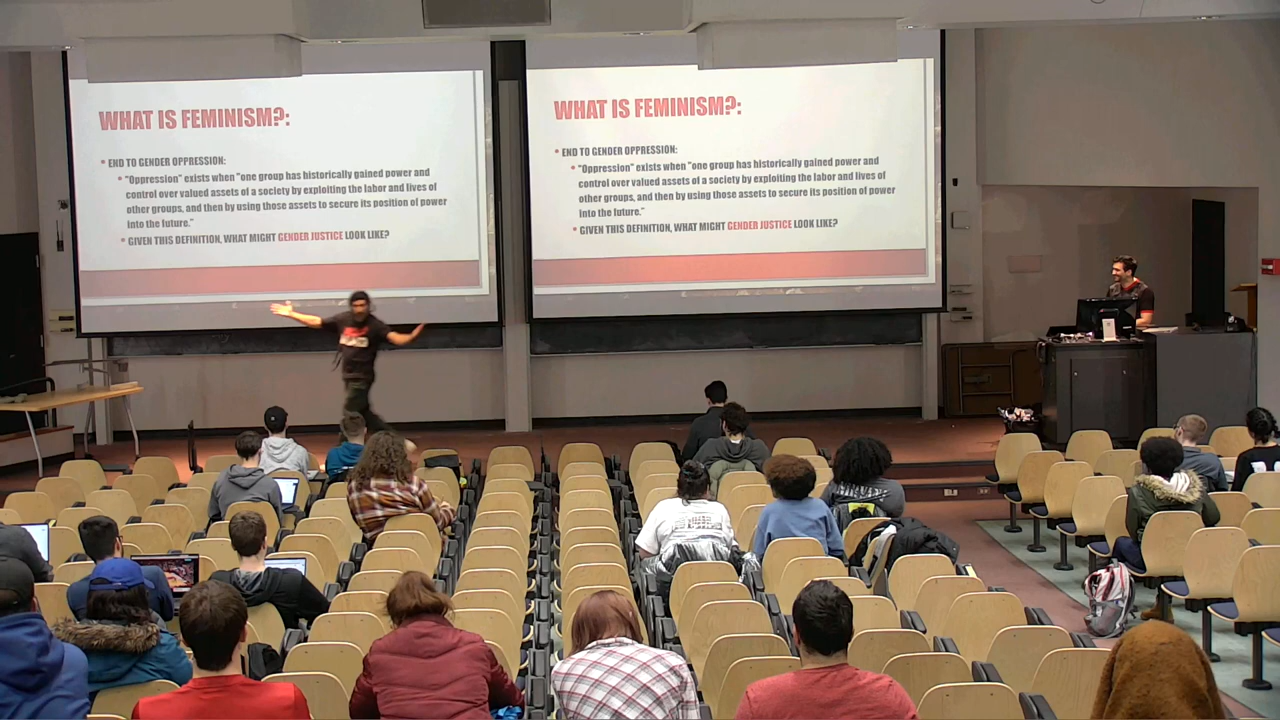 WHAT IS FEMINISM?:
• END TO GENDER OPPRESSION:
• "Oppression" exists when "one group has historically gained power and
control over valued assets of a society by exploiting the labor and lives of
other groups, and then by using those assets to secure its position of power
into the future."
• GIVEN THIS DEFINITION, WHAT MIGHT GENDER JUSTICE LOOK LIKE?
WHAT IS FEMINISM?:
• END TO GENDER OPPRESSION:
• "Oppression" exists when "one group has historically gained power and
control over valued assets of a society by exploiting the labor and lives of
other groups, and then by using those assets to secure its position of power
into the future."
• GIVEN THIS DEFINITION, WHAT MIGHT GENDER JUSTICE LOOK LIKE?